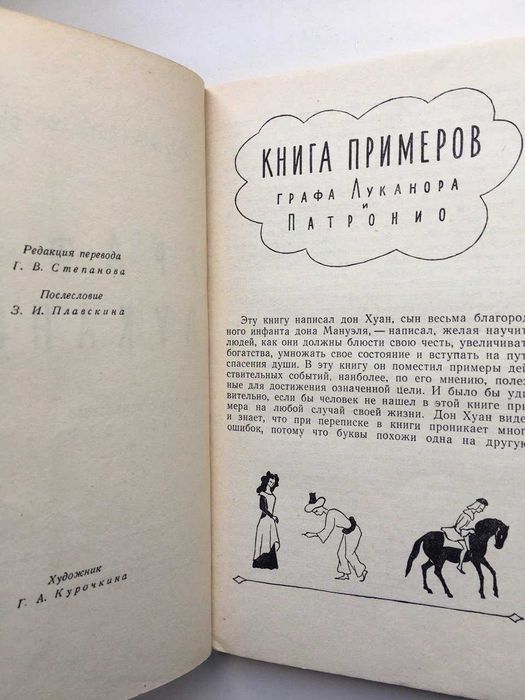 Редакция перевода
Г. В. Степанова
Послесловие
З. И. Плавскина
Художник
Г. А. Курочкина
КНИГА ПРИМЕРОВ
ГРАФА ЛУКАНОРА
И
ПАТРОНИО
Эту книгу написал дон Хуан, сын весьма благород
ного инфанта дона Мануэля, — написал, желая научит
людей, как они должны блюсти свою честь, увеличиват
богатства, умножать свое состояние и вступать на пут
спасения души. В эту книгу он поместил примеры дей
ствительных событий, наиболее, по его мнению, полез
ные для достижения означенной цели. И было бы уди
вительно, если бы человек не нашел в этой книге при
мера на любой случай своей жизни. Дон Хуан виде
и знает, что при переписке в книги проникает мног
ошибок, потому что буквы похожи одна на другую